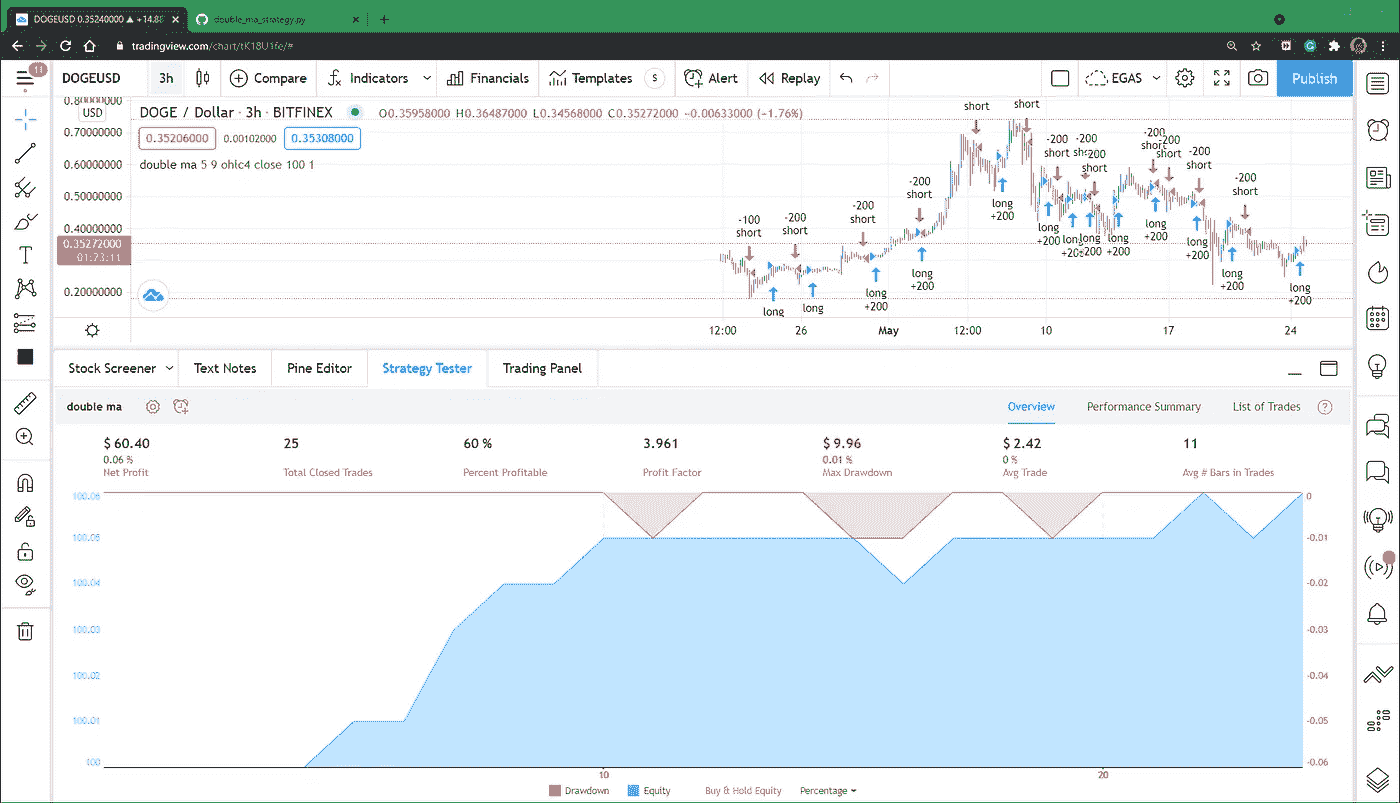 DOGEUSD 0.35240000 ▲ +14.88
double_ma_strategy.py
tradingview.com/chart/tK18U1fe/#
11
DOGEUSD 3h Compare Indicators Financials Templates S Alert Replay EGAS Publish
DOGE / Dollar · 3h · BITFINEX O0.35958000 H0.36487000 L0.34568000 C0.35272000 −0.00633000 (−1.76%)
0.35206000 0.00102000 0.35308000
double ma 5 9 ohlc4 close 100 1
0.80000000
USD
0.70000000
0.60000000
0.50000000
0.40000000
0.35272000
0.20000000
short
short
-200
short
-200
-200
-200
short
-200
short
-200
short
-200
short
-200
short
-200
short
-200
short
-100
short
long
+200
long
+200
long
long
+200
long
+200
long
+200
long
+200
long
+200
long
+200
long
+200
long
+200
long
long
12:00 26 May 12:00 10 17 24
Stock Screener Text Notes Pine Editor Strategy Tester Trading Panel
double ma Overview Performance Summary List of Trades ?
$ 60.40 25 60 % 3.961 $ 9.96 $ 2.42 11
0.06 % 0.01 % 0 %
Net Profit Total Closed Trades Percent Profitable Profit Factor Max Drawdown Avg Trade Avg # Bars in Trades
100.06
100.05
100.04
100.03
100.02
100.01
100
0
-0.01
-0.02
-0.03
-0.04
-0.05
-0.06
10 20
Drawdown Equity Buy & Hold Equity Percentage